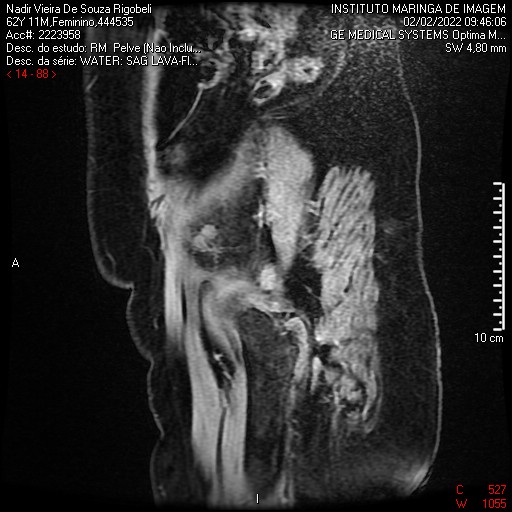 Nadir Vieira De Souza Rigobeli
62Y 11M,Feminino,444535
Acc#: 2223958
Desc. do estudo: RM Pelve (Nao Inclu...
Desc. da série: WATER: SAG LAVA-Fl...
< 14 - 88 >
INSTITUTO MARINGA DE IMAGEM
02/02/2022 09:46:06
GE MEDICAL SYSTEMS Optima M...
SW 4,80 mm
A
10 cm
I
C 527
W 1055